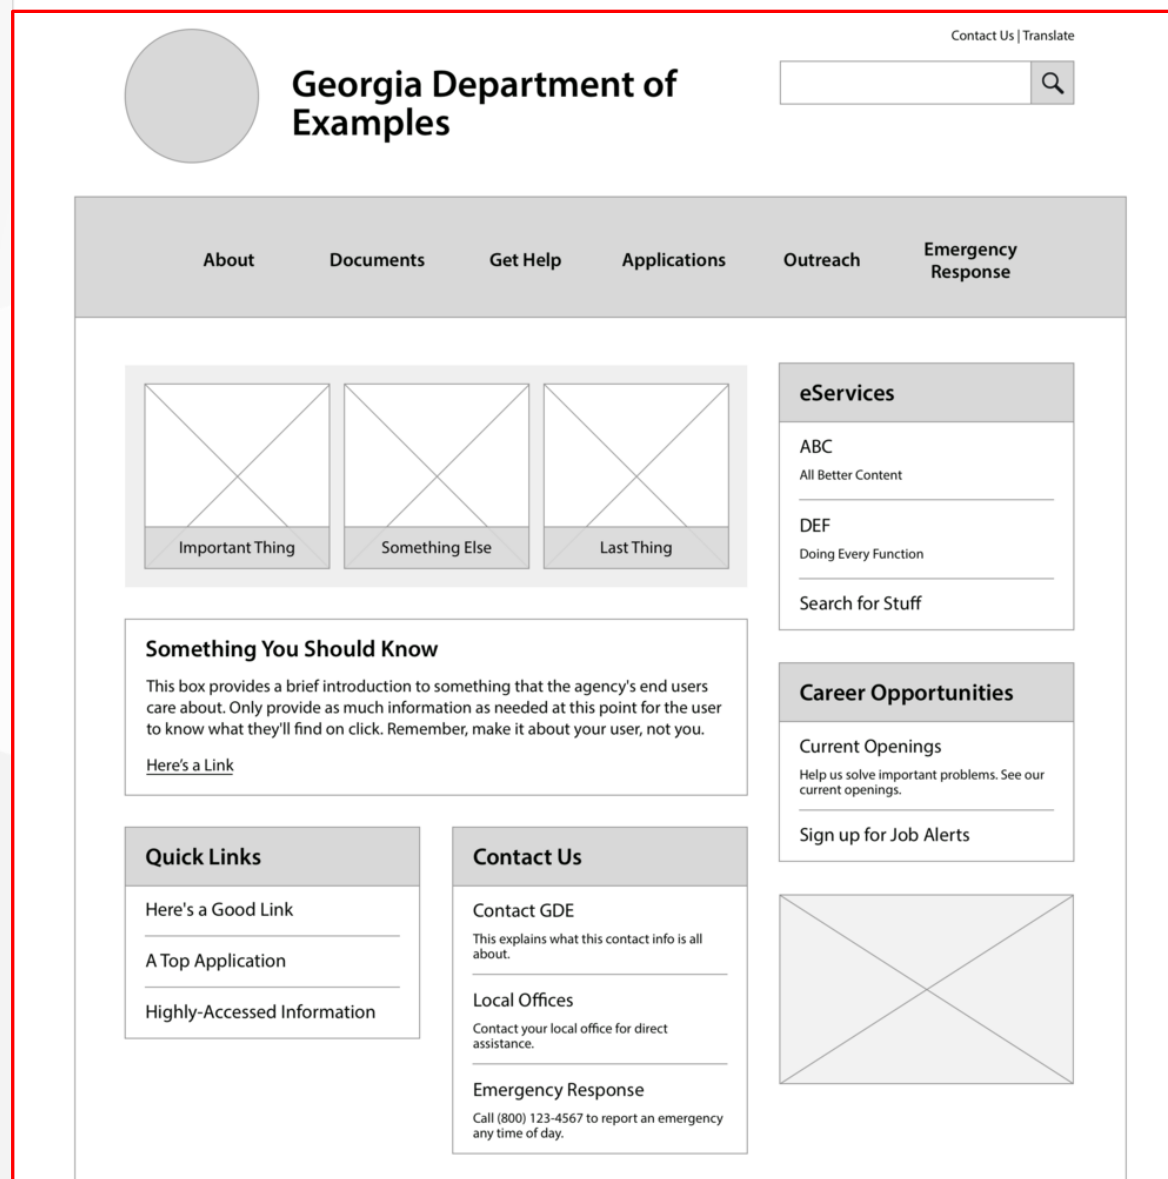 Contact Us | Translate
Georgia Department of
Examples
About
Documents
Get Help
Applications
Outreach
Emergency
Response
Important Thing
Something Else
Last Thing
Something You Should Know
This box provides a brief introduction to something that the agency's end users
care about. Only provide as much information as needed at this point for the user
to know what they'll find on click. Remember, make it about your user, not you.
Here's a Link
Quick Links
Here's a Good Link
A Top Application
Highly-Accessed Information
Contact Us
Contact GDE
This explains what this contact info is all
about.
Local Offices
Contact your local office for direct
assistance.
Emergency Response
Call (800) 123-4567 to report an emergency
any time of day.
eServices
ABC
All Better Content
DEF
Doing Every Function
Search for Stuff
Career Opportunities
Current Openings
Help us solve important problems. See our
current openings.
Sign up for Job Alerts